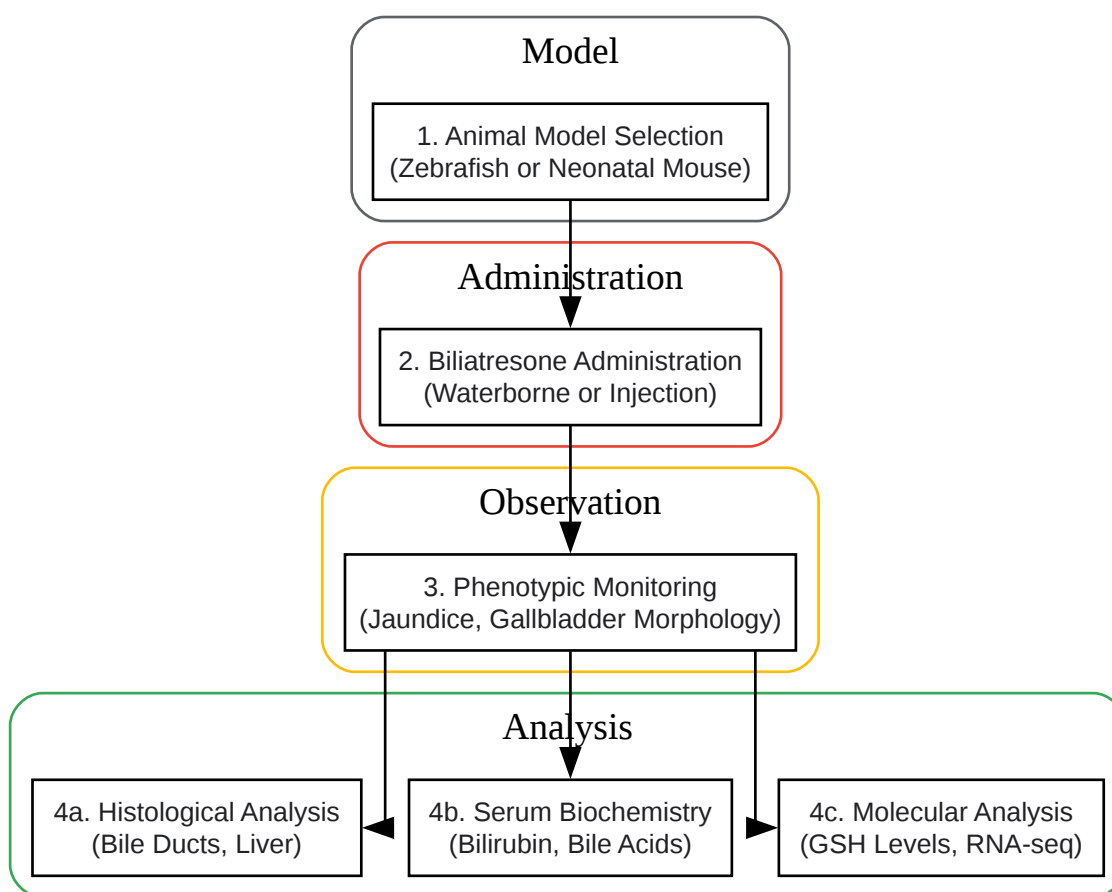 Model
1. Animal Model Selection
(Zebrafish or Neonatal Mouse)
Administration
2. Biliatresone Administration
(Waterborne or Injection)
Observation
3. Phenotypic Monitoring
(Jaundice, Gallbladder Morphology)
Analysis
4a. Histological Analysis
(Bile Ducts, Liver)
4b. Serum Biochemistry
(Bilirubin, Bile Acids)
4c. Molecular Analysis
(GSH Levels, RNA-seq)